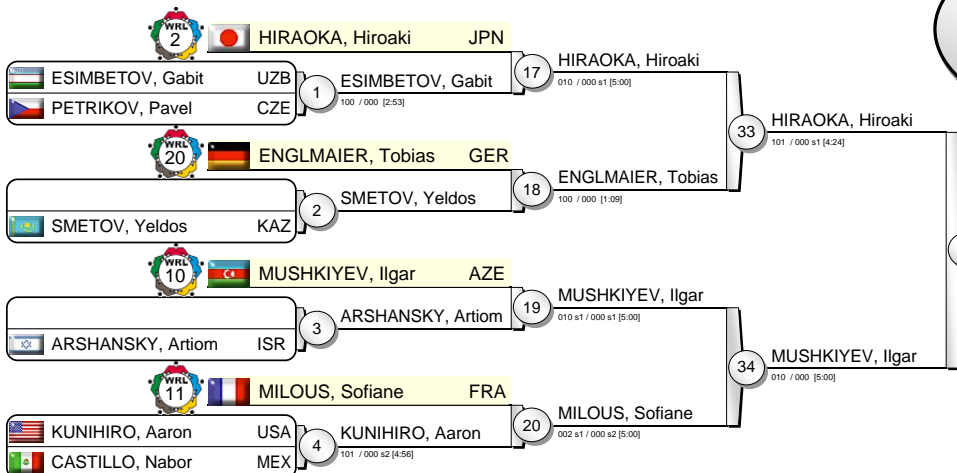 WRL
2
HIRAOKA, Hiroaki JPN
ESIMBETOV, Gabit UZB
PETRIKOV, Pavel CZE
1
ESIMBETOV, Gabit
100 / 000 [2:53]
17
HIRAOKA, Hiroaki
010 / 000 s1 [5:00]
WRL
20
ENGLMAIER, Tobias GER
SMETOV, Yeldos KAZ
2
SMETOV, Yeldos
18
ENGLMAIER, Tobias
100 / 000 [1:09]
33
HIRAOKA, Hiroaki
101 / 000 s1 [4:24]
WRL
10
MUSHKIYEV, Ilgar AZE
ARSHANSKY, Artiom ISR
3
ARSHANSKY, Artiom
19
MUSHKIYEV, Ilgar
010 s1 / 000 s1 [5:00]
WRL
11
MILOUS, Sofiane FRA
KUNIHIRO, Aaron USA
CASTILLO, Nabor MEX
4
KUNIHIRO, Aaron
101 / 000 s2 [4:56]
20
MILOUS, Sofiane
002 s1 / 000 s2 [5:00]
34
MUSHKIYEV, Ilgar
010 / 000 [5:00]